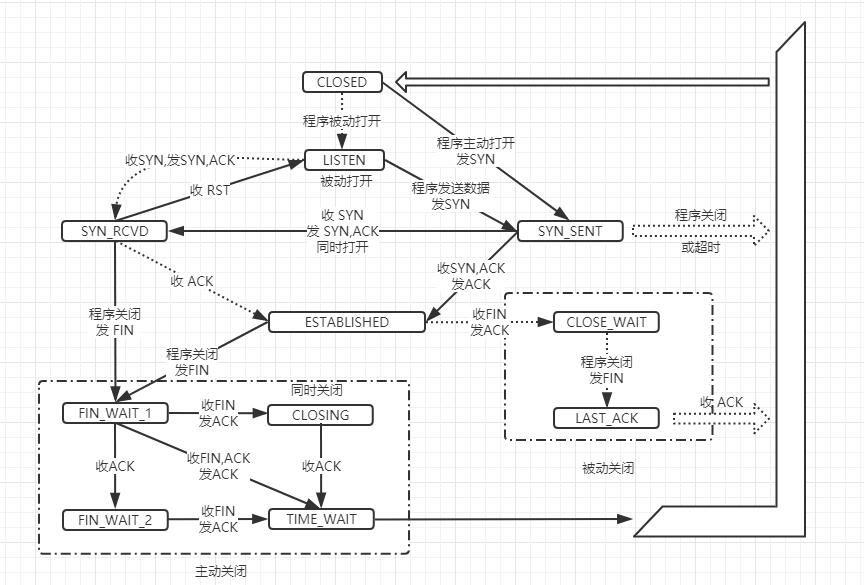 CLOSED
程序被动打开
程序主动打开
发SYN
收SYN,发SYN,ACK
LISTEN
被动打开
收 RST
程序发送数据
发SYN
收 SYN
发 SYN,ACK
同时打开
SYN_RCVD
SYN_SENT
程序关闭
或超时
收SYN,ACK
发ACK
收 ACK
程序关闭
发 FIN
ESTABLISHED
收FIN
发ACK
CLOSE_WAIT
程序关闭
发FIN
程序关闭
发FIN
同时关闭
收 ACK
FIN_WAIT_1
收FIN
发ACK
CLOSING
LAST_ACK
收ACK
收FIN,ACK
发ACK
收ACK
被动关闭
FIN_WAIT_2
收FIN
发ACK
TIME_WAIT
主动关闭